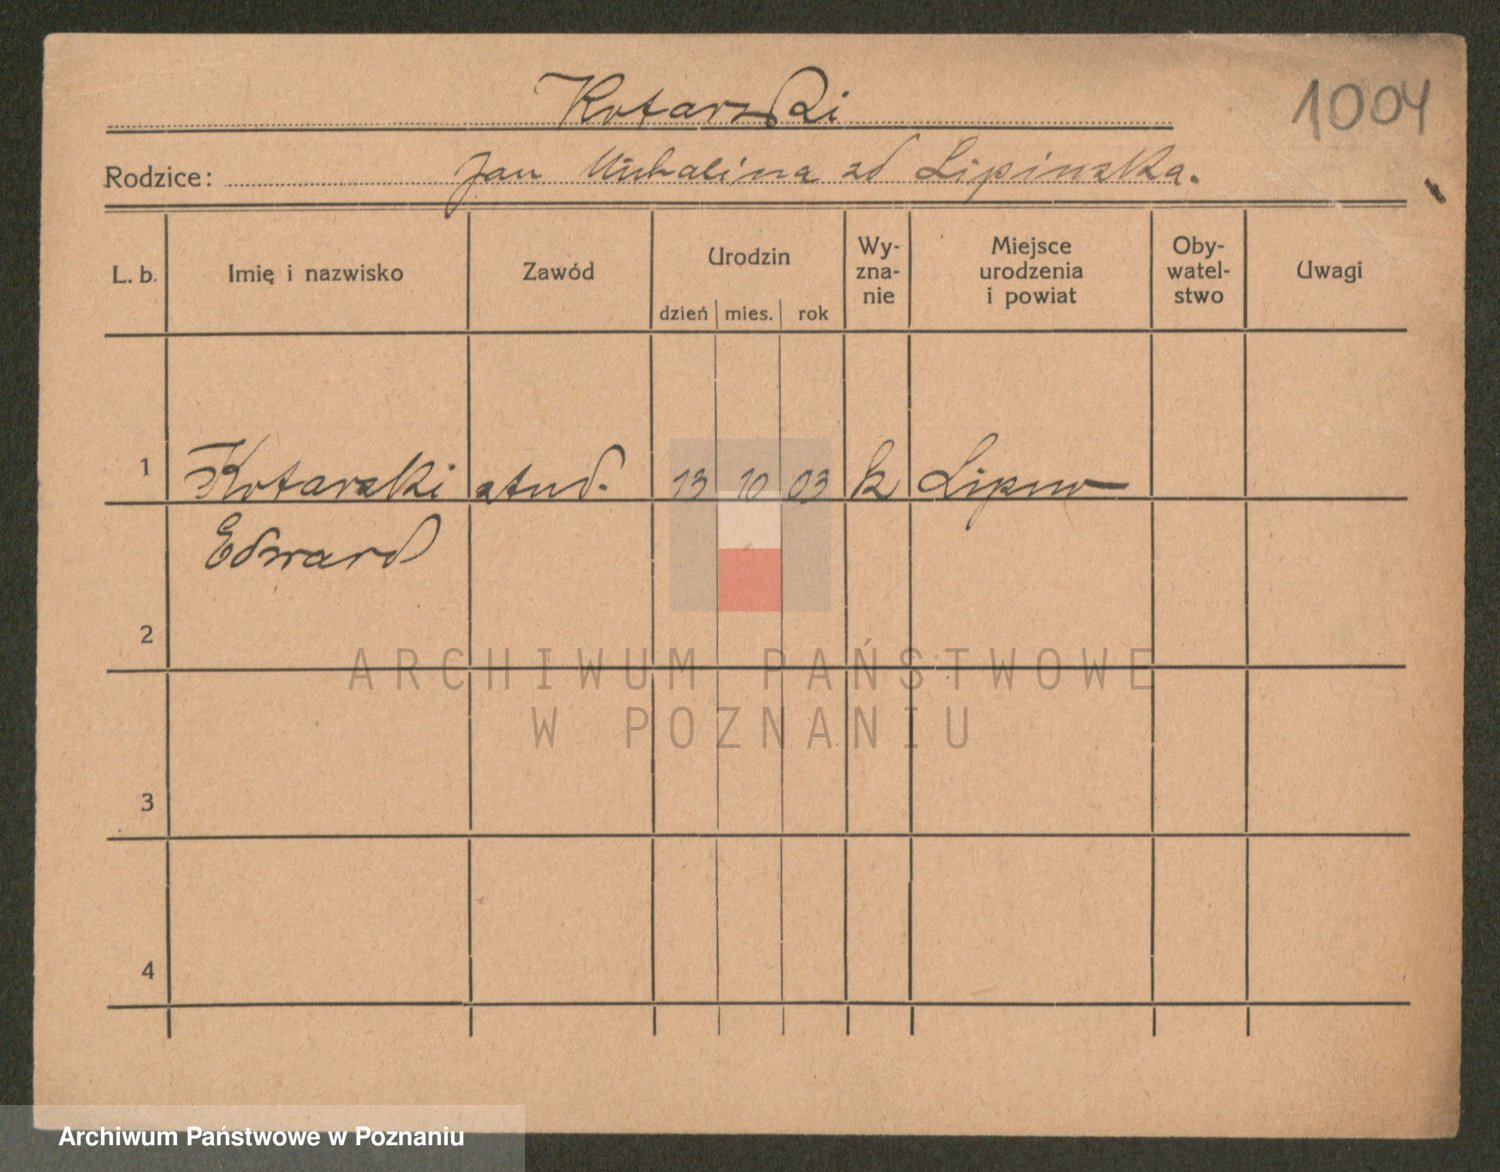 Kotarski
1004
Rodzice: Jan Michalina zd Lipinska.
L. b. Imię i nazwisko Zawód Urodzin dzień mies. rok Wy-zna-nie Miejsce urodzenia i powiat Oby-watel-stwo Uwagi
1 Kotarski stud. 13 10 03 k Lipno
Edward
2
ARCHIWUM PAŃSTWOWE
W POZNANIU
3
4
Archiwum Państwowe w Poznaniu